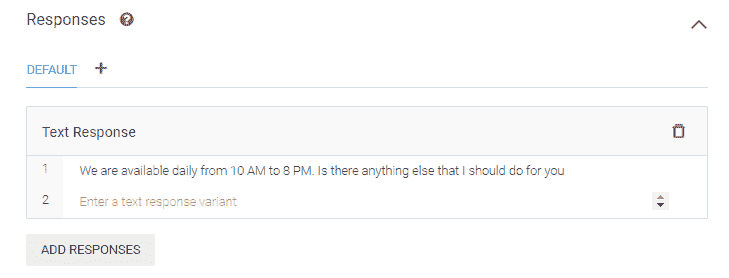 Responses
DEFAULT
Text Response
1 We are available daily from 10 AM to 8 PM. Is there anything else that I should do for you
2 Enter a text response variant
ADD RESPONSES